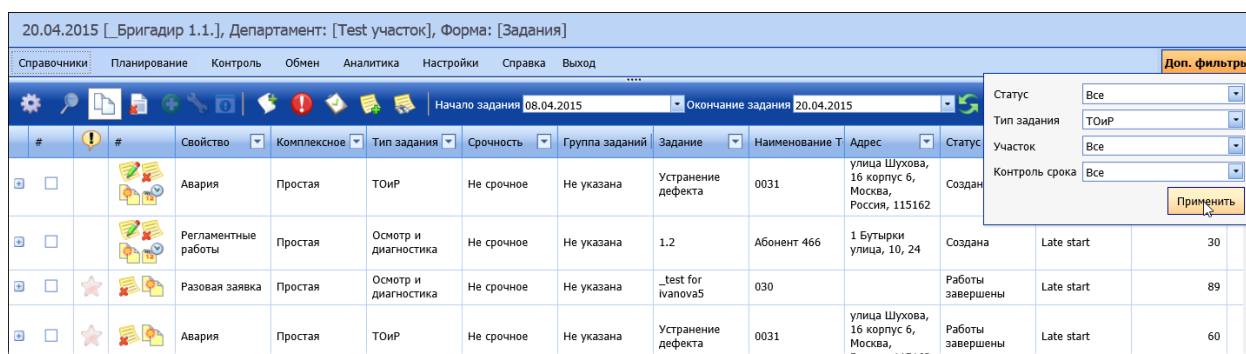 20.04.2015 [_Бригадир 1.1.], Департамент: [Test участок], Форма: [Задания]
Справочники Планирование Контроль Обмен Аналитика Настройки Справка Выход Доп. фильтры
Начало задания 08.04.2015 Окончание задания 20.04.2015
Статус Все
Тип задания ТОиР
Участок Все
Контроль срока Все
Применить
# # Свойство Комплексное Тип задания Срочность Группа заданий Задание Наименование Т Адрес Статус
Авария Простая ТОиР Не срочное Не указана Устранение дефекта 0031 улица Шухова, 16 корпус 6, Москва, Россия, 115162 Создан
Регламентные работы Простая Осмотр и диагностика Не срочное Не указана 1.2 Абонент 466 1 Бутырки улица, 10, 24 Создана Late start 30
Разовая заявка Простая Осмотр и диагностика Не срочное Не указана _test for ivanova5 030 Работы завершены Late start 89
Авария Простая ТОиР Не срочное Не указана Устранение дефекта 0031 улица Шухова, 16 корпус 6, Москва, Работы завершены Late start 60